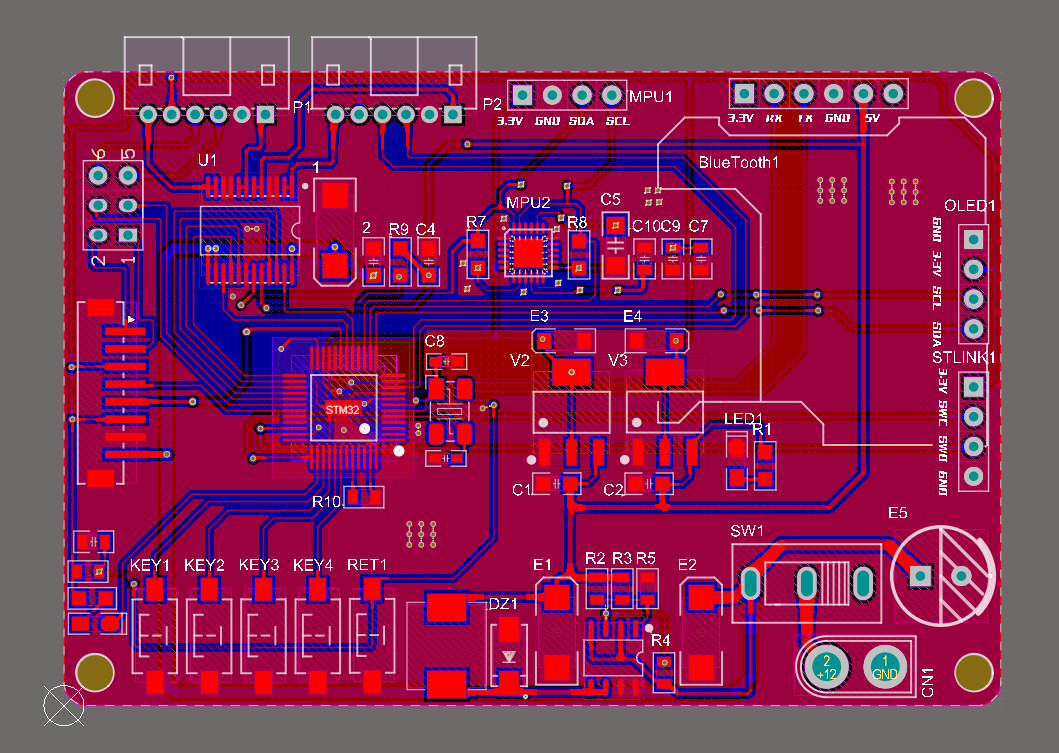 P1
P2
MPU1
3.3V GND SDA SCL
3.3V RX TX GND 5V
6 5
U1
1
BlueTooth1
2 1
2 R9 C4
R7
MPU2
R8
C5
C10 C9 C7
OLED1
GND
3.3V
SCL
SDA
E3 E4
C8
V2 V3
STLINK1
3.3V
SWC
SWD
GND
STM32
LED1
R1
R10
C1 C2
SW1
E5
KEY1 KEY2 KEY3 KEY4 RET1
E1
R2 R3 R5
E2
DZ1
R4
2
+12
1
GND
CN1